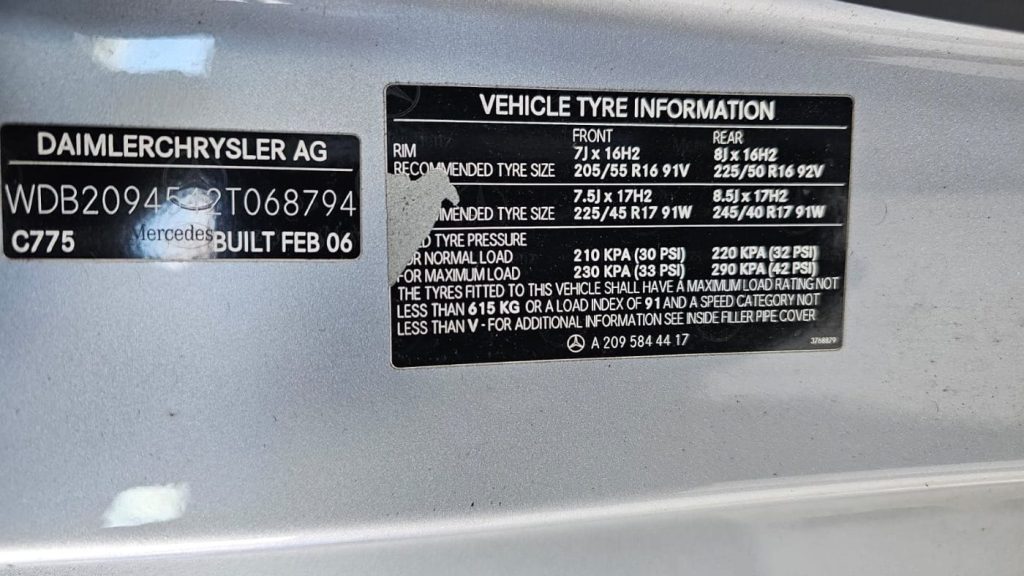 DAIMLERCHRYSLER AG
WDB2094542T068794
Mercedes
C775 BUILT FEB 06
VEHICLE TYRE INFORMATION
FRONT REAR
RIM 7J x 16H2 8J x 16H2
RECOMMENDED TYRE SIZE 205/55 R16 91V 225/50 R16 92V
7.5J x 17H2 8.5J x 17H2
MMENDED TYRE SIZE 225/45 R17 91W 245/40 R17 91W
TYRE PRESSURE
OR NORMAL LOAD 210 KPA (30 PSI) 220 KPA (32 PSI)
FOR MAXIMUM LOAD 230 KPA (33 PSI) 290 KPA (42 PSI)
THE TYRES FITTED TO THIS VEHICLE SHALL HAVE A MAXIMUM LOAD RATING NOT
LESS THAN 615 KG OR A LOAD INDEX OF 91 AND A SPEED CATEGORY NOT
LESS THAN V - FOR ADDITIONAL INFORMATION SEE INSIDE FILLER PIPE COVER
A 209 584 44 17
3768829